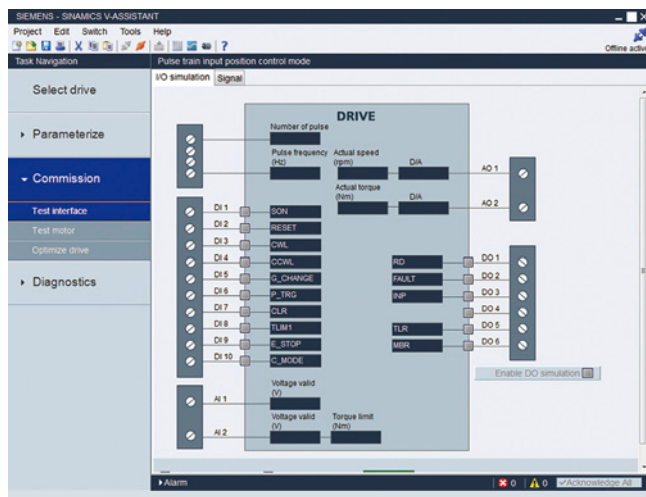 SIEMENS - SINAMICS V-ASSISTANT
Project Edit Switch Tools Help
Offline active
Task Navigation
Pulse train input position control mode
Select drive
Parameterize
Commission
Test interface
Test motor
Optimize drive
Diagnostics
I/O simulation Signal
DRIVE
Number of pulse
Pulse frequency (Hz)
Actual speed (rpm)
D/A
AO 1
Actual torque (Nm)
D/A
AO 2
DI 1 SON
DI 2 RESET
DI 3 CWL
DI 4 CCWL
DI 5 G_CHANGE
DI 6 P_TRG
DI 7 CLR
DI 8 TLIM1
DI 9 E_STOP
DI 10 C_MODE
RD DO 1
FAULT DO 2
INP DO 3
DO 4
TLR DO 5
MBR DO 6
Enable DO simulation
AI 1
Voltage valid (V)
AI 2
Voltage valid (V)
Torque limit (Nm)
Alarm
0
0
Acknowledge All